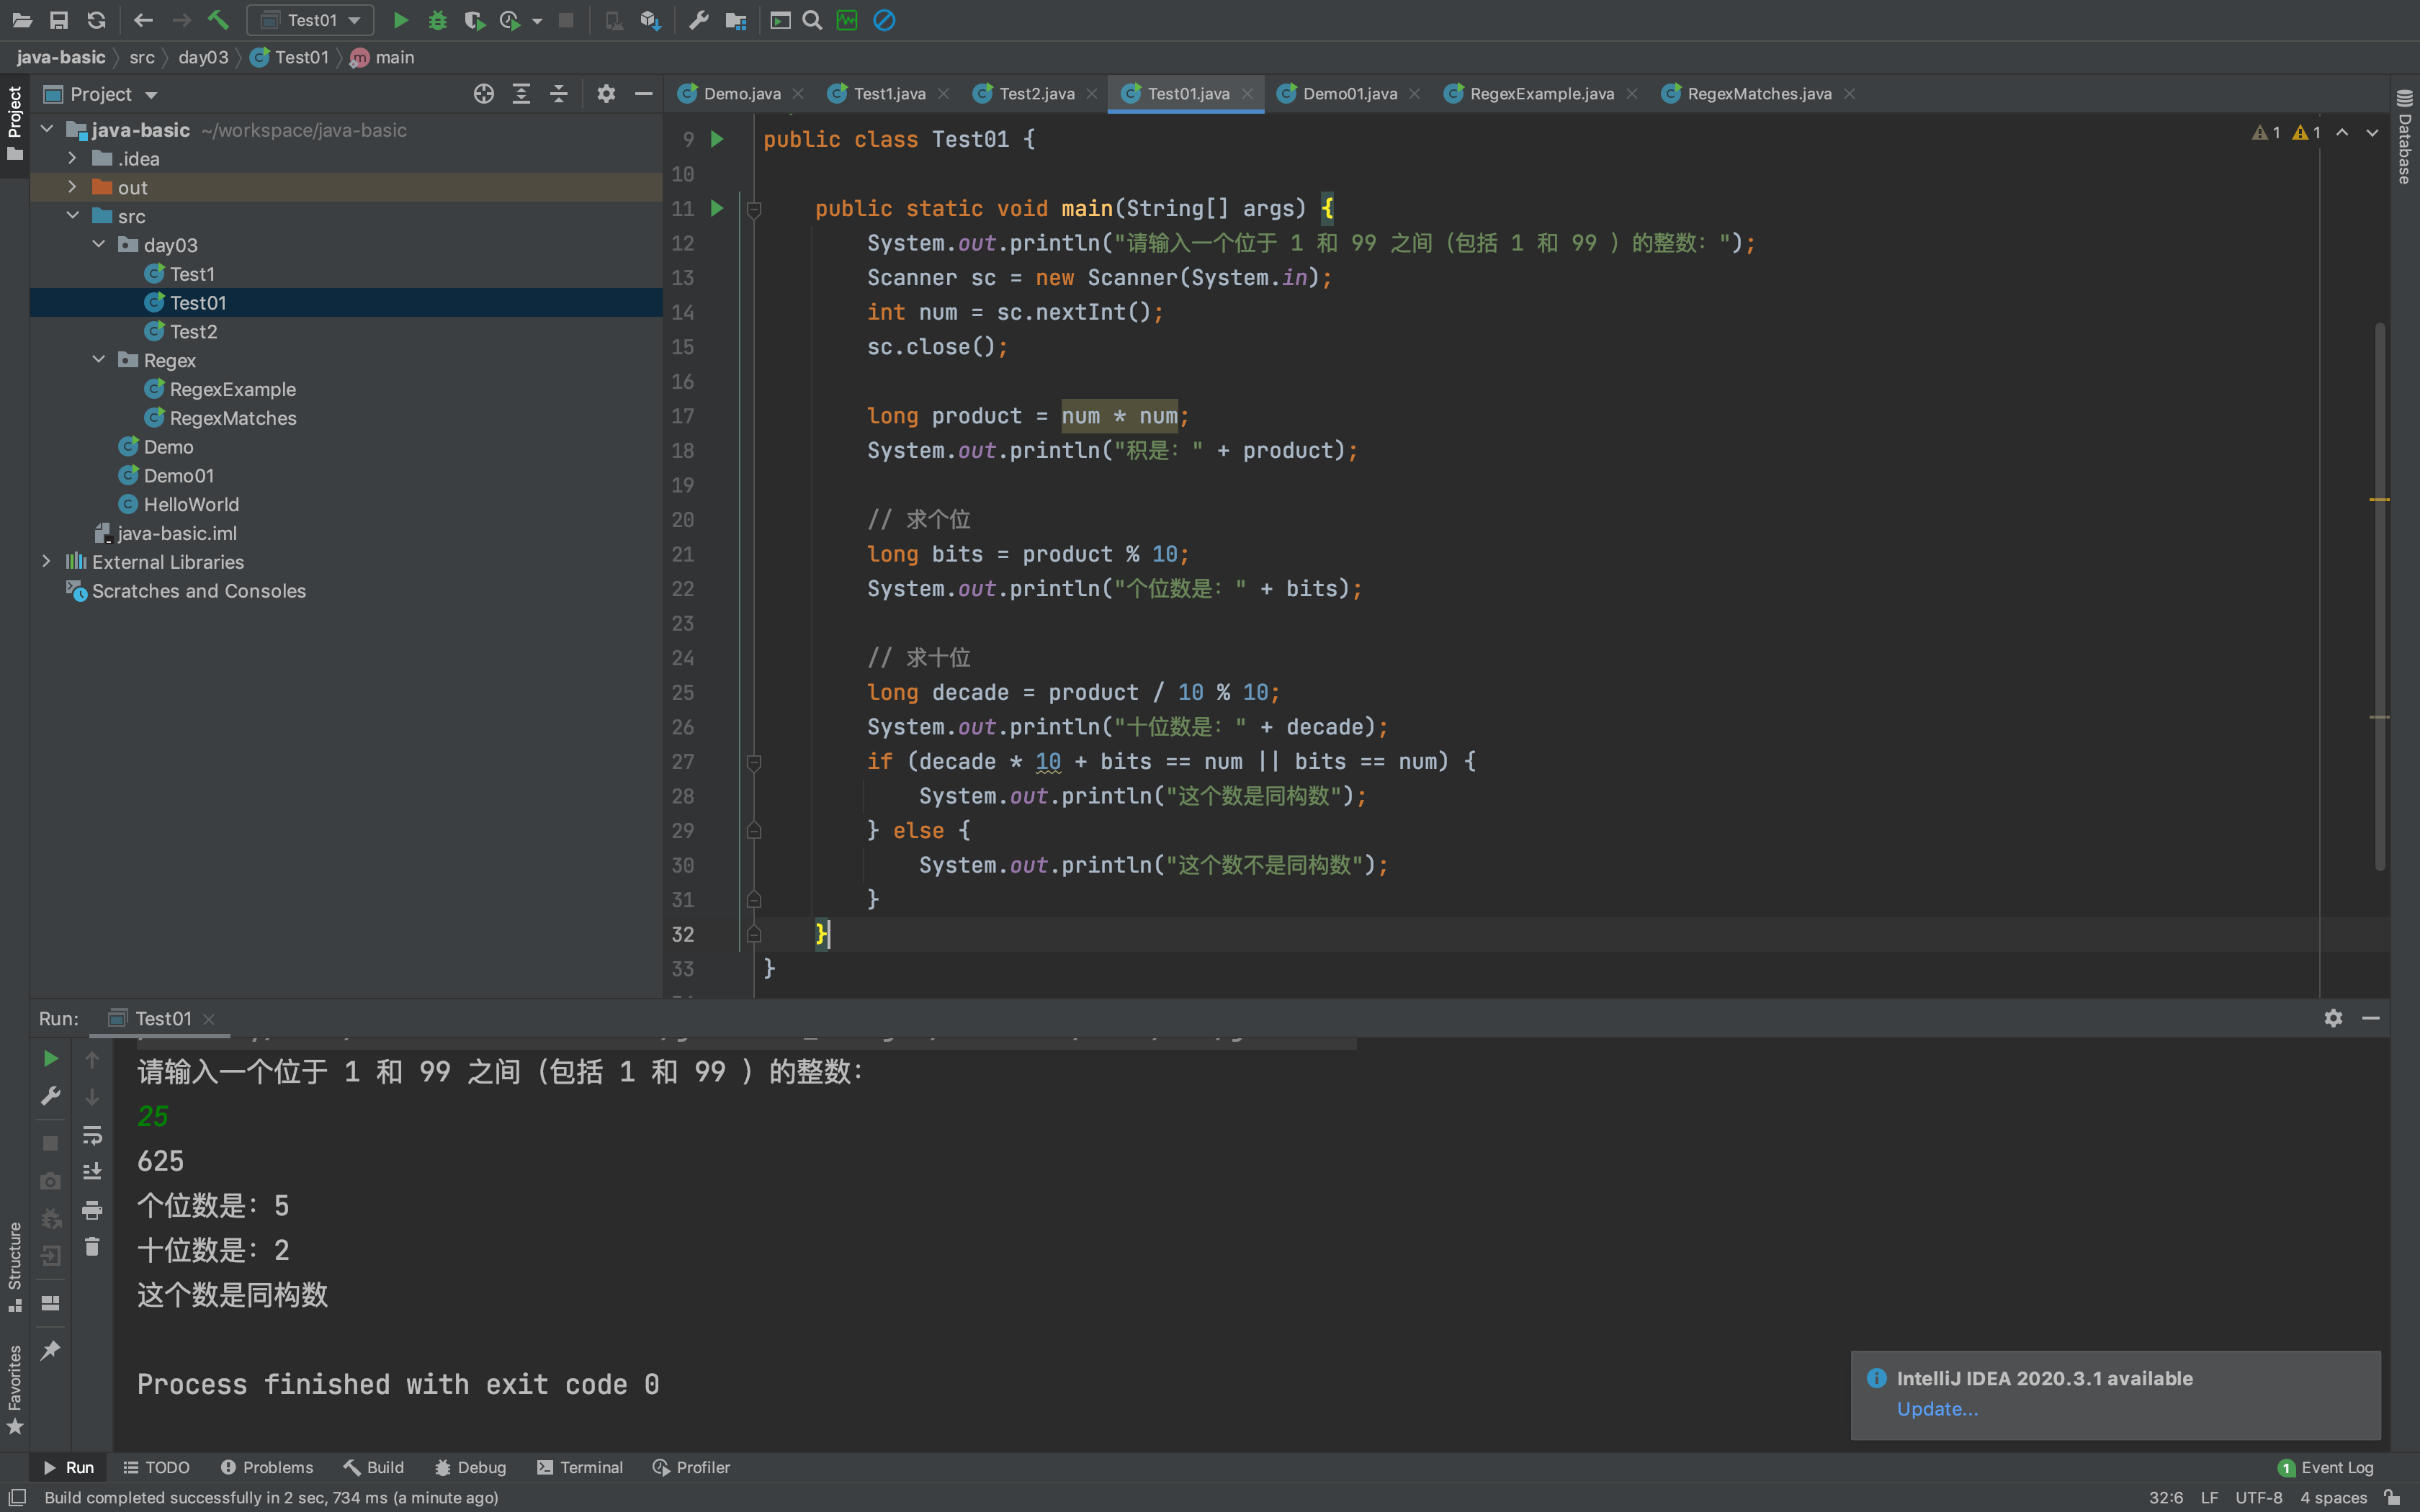 Test01
java-basic 〉 src 〉 day03 〉 Test01 〉 main
Project
Project
java-basic ~/workspace/java-basic
.idea
out
src
day03
Test1
Test01
Test2
Regex
RegexExample
RegexMatches
Demo
Demo01
HelloWorld
java-basic.iml
External Libraries
Scratches and Consoles
Demo.java Test1.java Test2.java Test01.java Demo01.java RegexExample.java RegexMatches.java
1 1
Database
9 public class Test01 {
10
11 public static void main(String[] args) {
12 System.out.println("请输入一个位于 1 和 99 之间（包括 1 和 99 ）的整数：");
13 Scanner sc = new Scanner(System.in);
14 int num = sc.nextInt();
15 sc.close();
16
17 long product = num * num;
18 System.out.println("积是：" + product);
19
20 // 求个位
21 long bits = product % 10;
22 System.out.println("个位数是：" + bits);
23
24 // 求十位
25 long decade = product / 10 % 10;
26 System.out.println("十位数是：" + decade);
27 if (decade * 10 + bits == num || bits == num) {
28 System.out.println("这个数是同构数");
29 } else {
30 System.out.println("这个数不是同构数");
31 }
32 }
33 }
Run: Test01
请输入一个位于 1 和 99 之间（包括 1 和 99 ）的整数：
25
625
个位数是：5
十位数是：2
这个数是同构数
Process finished with exit code 0
Structure
Favorites
IntelliJ IDEA 2020.3.1 available
Update...
Run TODO Problems Build Debug Terminal Profiler
1 Event Log
Build completed successfully in 2 sec, 734 ms (a minute ago)
32:6 LF UTF-8 4 spaces